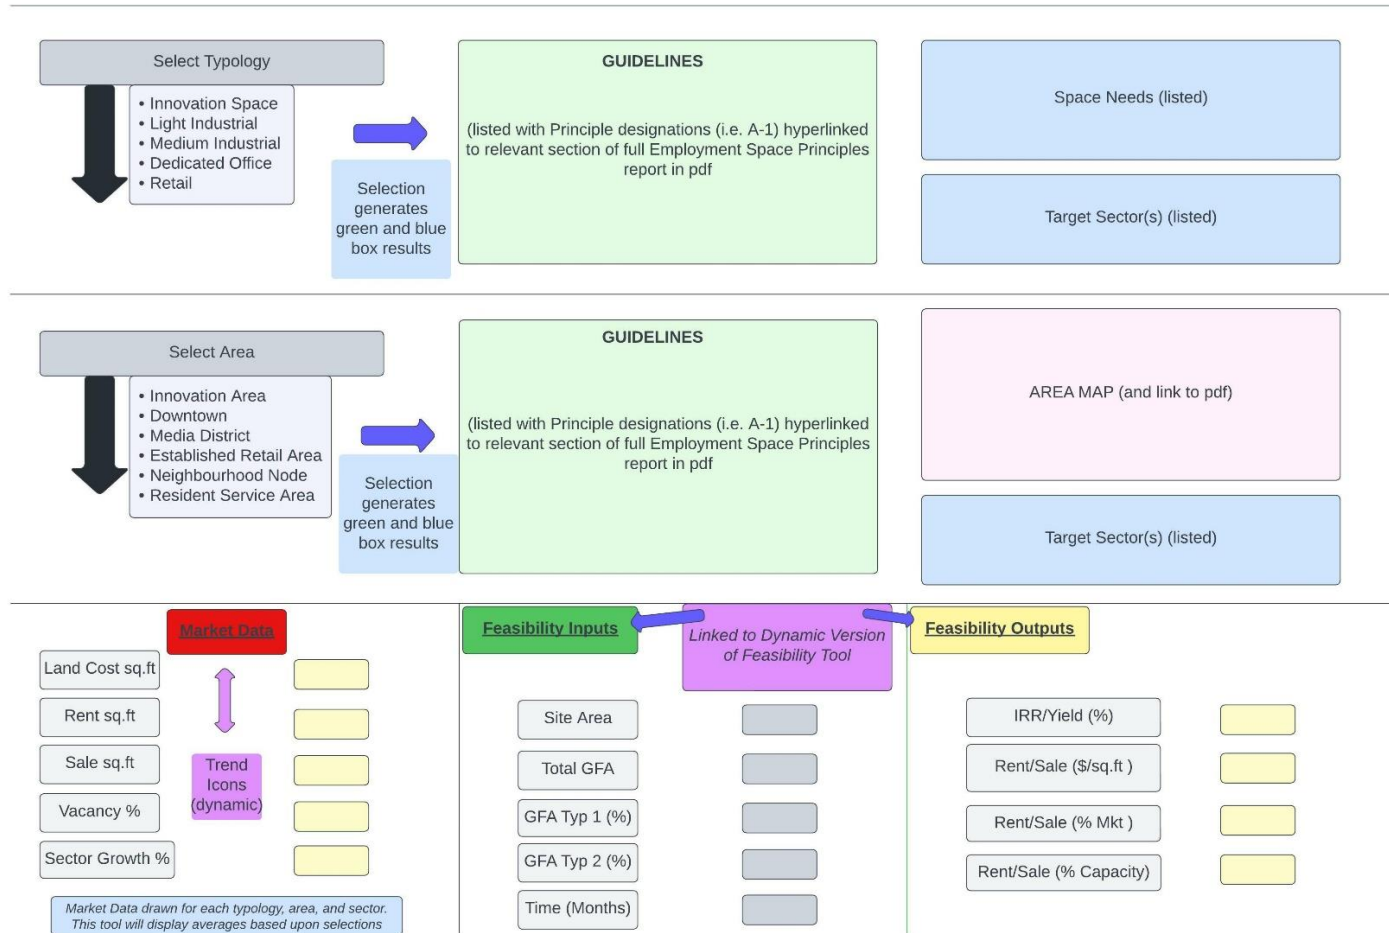 Select Typology
• Innovation Space
• Light Industrial
• Medium Industrial
• Dedicated Office
• Retail
Selection
generates
green and blue
box results
GUIDELINES
(listed with Principle designations (i.e. A-1) hyperlinked
to relevant section of full Employment Space Principles
report in pdf
Space Needs (listed)
Target Sector(s) (listed)
Select Area
• Innovation Area
• Downtown
• Media District
• Established Retail Area
• Neighbourhood Node
• Resident Service Area
Selection
generates
green and blue
box results
GUIDELINES
(listed with Principle designations (i.e. A-1) hyperlinked
to relevant section of full Employment Space Principles
report in pdf
AREA MAP (and link to pdf)
Target Sector(s) (listed)
Market Data
Land Cost sq.ft
Rent sq.ft
Sale sq.ft
Vacancy %
Sector Growth %
Trend
Icons
(dynamic)
Market Data drawn for each typology, area, and sector.
This tool will display averages based upon selections
Feasibility Inputs
Linked to Dynamic Version
of Feasibility Tool
Site Area
Total GFA
GFA Typ 1 (%)
GFA Typ 2 (%)
Time (Months)
Feasibility Outputs
IRR/Yield (%)
Rent/Sale ($/sq.ft )
Rent/Sale (% Mkt )
Rent/Sale (% Capacity)